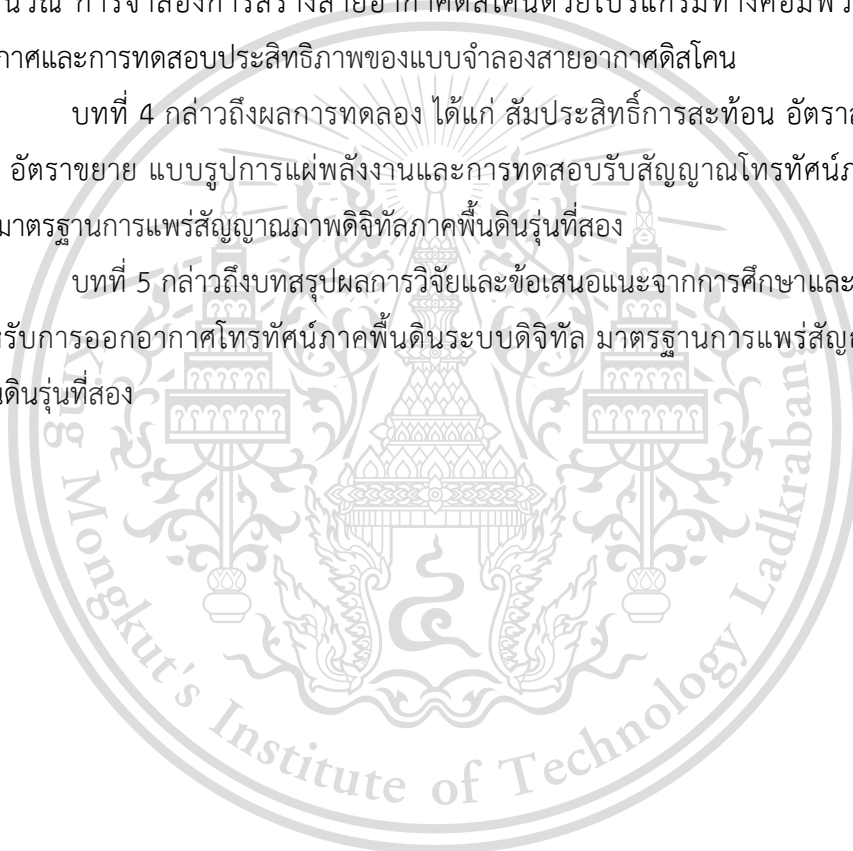 การจำลองการสร้างสายอากาศดิสโคนด้วยโปรแกรมทางคอมพิว
กาศและการทดสอบประสิทธิภาพของแบบจำลองสายอากาศดิสโคน
บทที่ 4 กล่าวถึงผลการทดลอง ได้แก่ สัมประสิทธิ์การสะท้อน อัตรา
อัตราขยาย แบบรูปการแผ่พลังงานและการทดสอบรับสัญญาณโทรทัศน์ภ
มาตรฐานการแพร่สัญญาณภาพดิจิทัลภาคพื้นดินรุ่นที่สอง
บทที่ 5 กล่าวถึงบทสรุปผลการวิจัยและข้อเสนอแนะจากการศึกษาและ
หรับการออกอากาศโทรทัศน์ภาคพื้นดินระบบดิจิทัล มาตรฐานการแพร่สัญ
นดินรุ่นที่สอง
Mongkut's Institute of Technology Ladkrabang